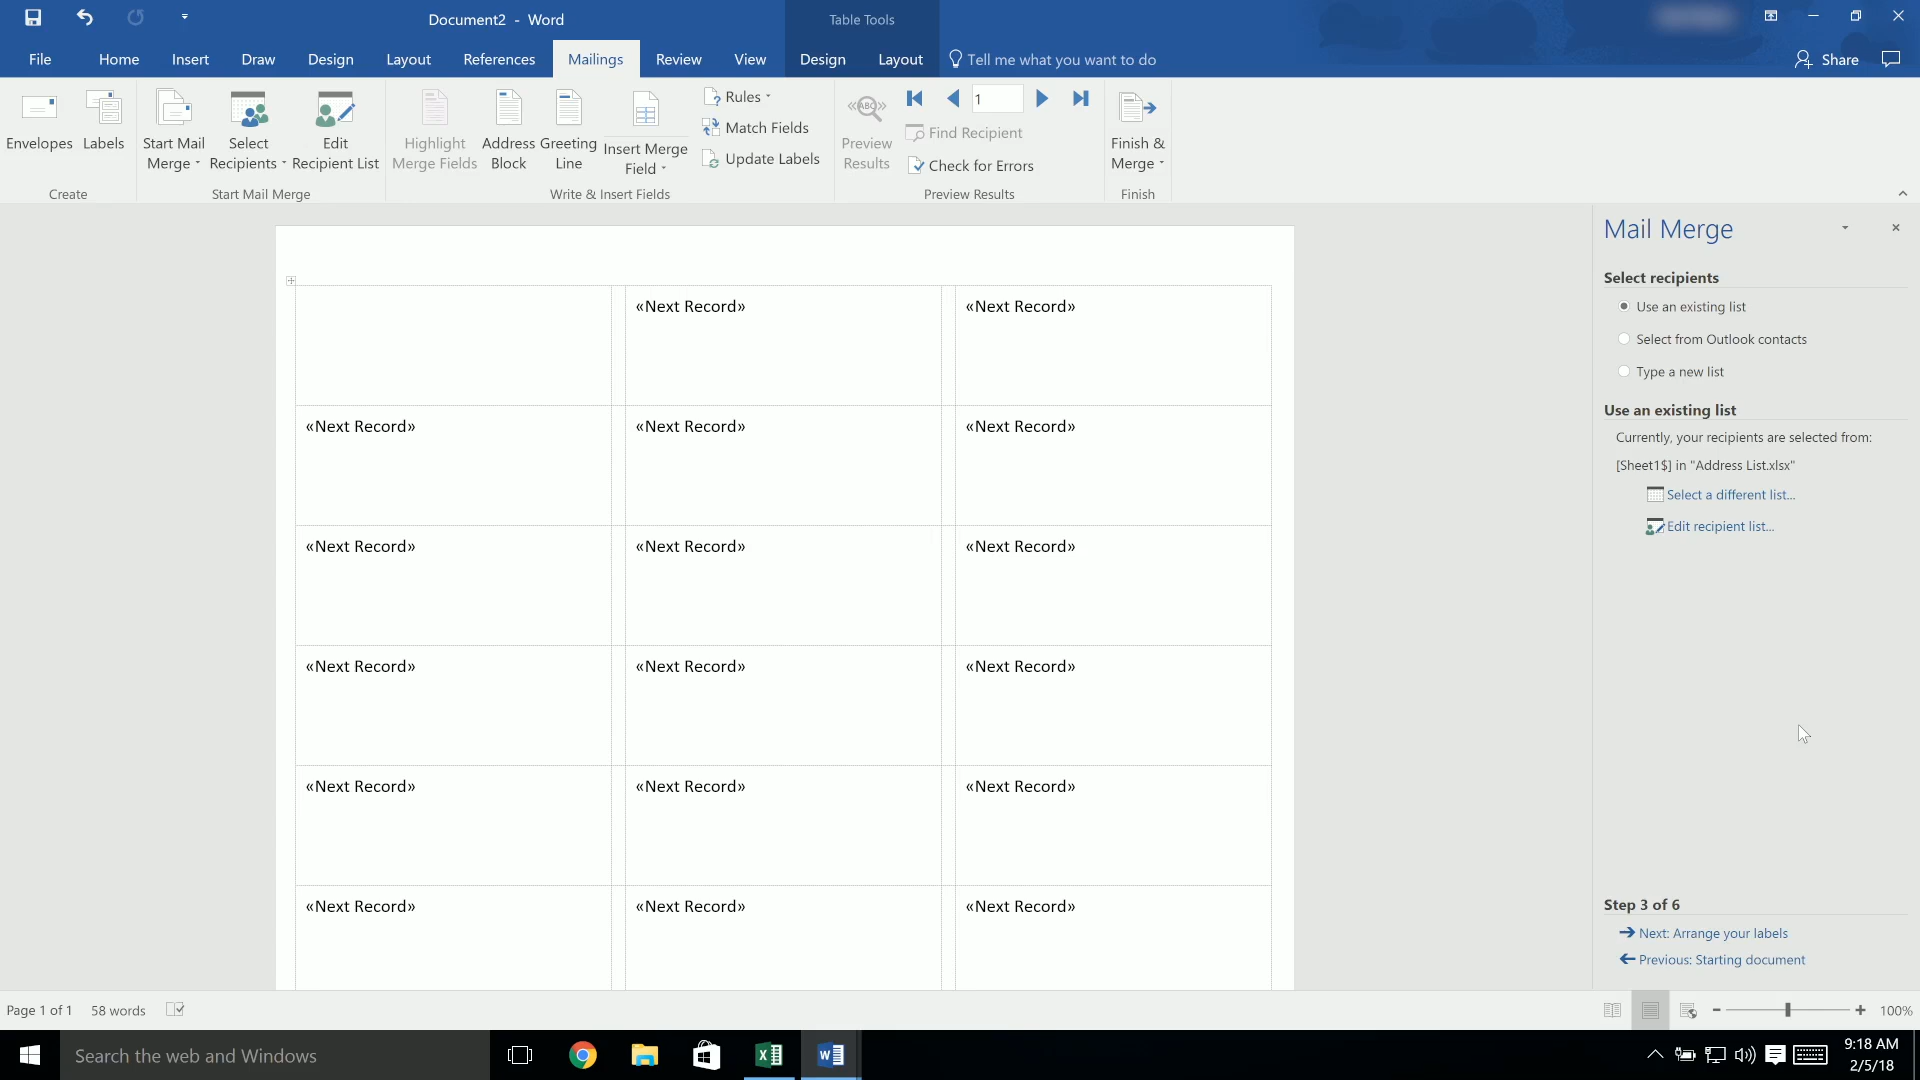 Document2 - Word
Table Tools
File Home Insert Draw Design Layout References Mailings Review View Design Layout Tell me what you want to do Share
Envelopes
Labels
Create
Start Mail
Merge
Select
Recipients
Edit
Recipient List
Start Mail Merge
Highlight
Merge Fields
Address
Block
Greeting
Line
Insert Merge
Field
Rules
Match Fields
Update Labels
Write & Insert Fields
ABC
Preview
Results
1
Find Recipient
Check for Errors
Preview Results
Finish &
Merge
Finish
«Next Record» «Next Record»
«Next Record» «Next Record» «Next Record»
«Next Record» «Next Record» «Next Record»
«Next Record» «Next Record» «Next Record»
«Next Record» «Next Record» «Next Record»
«Next Record» «Next Record» «Next Record»
Mail Merge
Select recipients
Use an existing list
Select from Outlook contacts
Type a new list
Use an existing list
Currently, your recipients are selected from:
[Sheet1$] in "Address List.xlsx"
Select a different list...
Edit recipient list...
Step 3 of 6
Next: Arrange your labels
Previous: Starting document
Page 1 of 1 58 words 100%
Search the web and Windows
9:18 AM
2/5/18